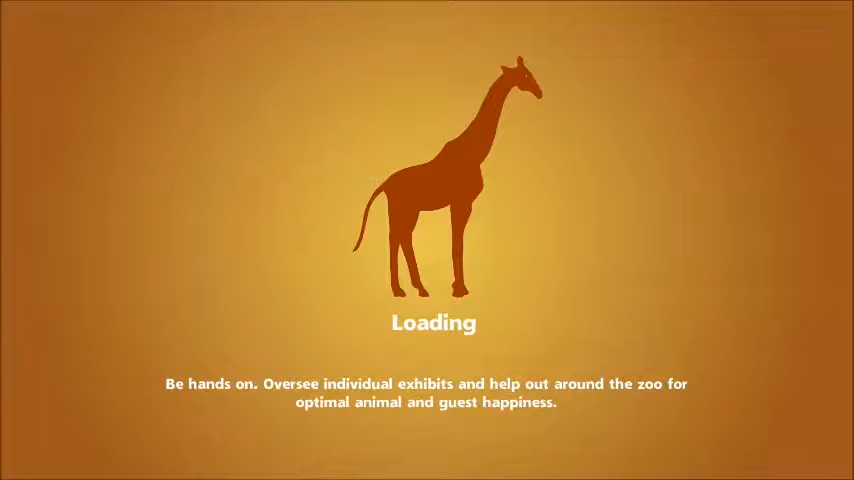 Loading
Be hands on. Oversee individual exhibits and help out around the zoo for
optimal animal and guest happiness.